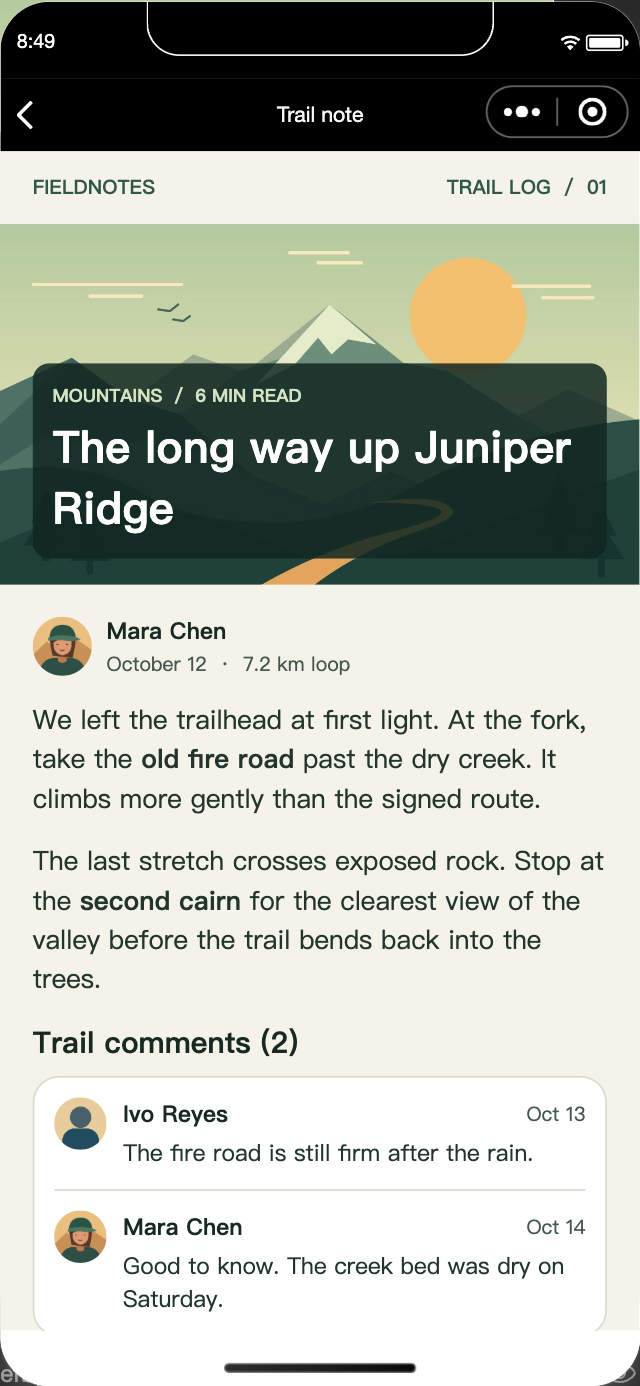 8:49
Trail note
FIELDNOTES
TRAIL LOG / 01
MOUNTAINS / 6 MIN READ
The long way up Juniper
Ridge
Mara Chen
October 12 · 7.2 km loop
We left the trailhead at first light. At the fork,
take the old fire road past the dry creek. It
climbs more gently than the signed route.
The last stretch crosses exposed rock. Stop at
the second cairn for the clearest view of the
valley before the trail bends back into the
trees.
Trail comments (2)
Ivo Reyes
Oct 13
The fire road is still firm after the rain.
Mara Chen
Oct 14
Good to know. The creek bed was dry on
Saturday.